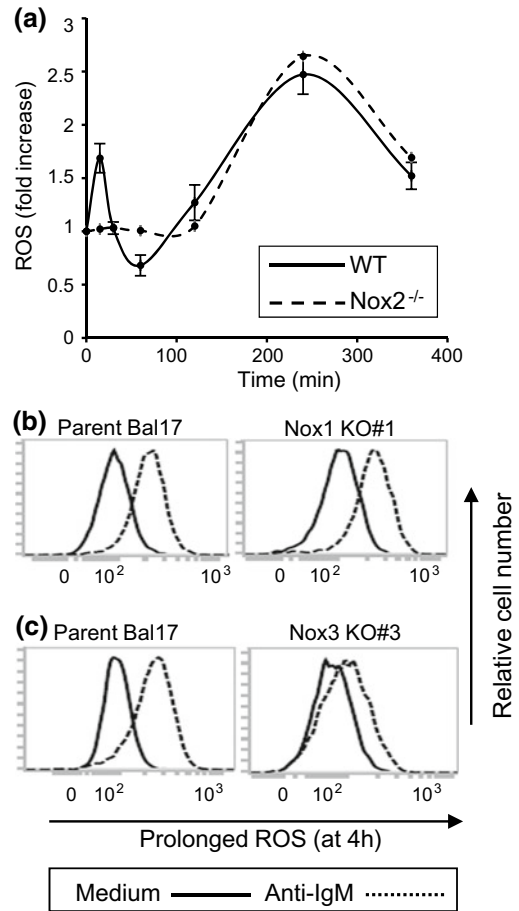 (a)
3
2.5
2
1.5
1
0.5
0
ROS (fold increase)
WT
Nox2 -/-
0 100 200 300 400
Time (min)
(b)
Parent Bal17 Nox1 KO#1
0 10² 10³ 0 10² 10³
(c)
Parent Bal17 Nox3 KO#3
0 10² 10³ 0 10² 10³
Relative cell number
Prolonged ROS (at 4h)
Medium Anti-IgM